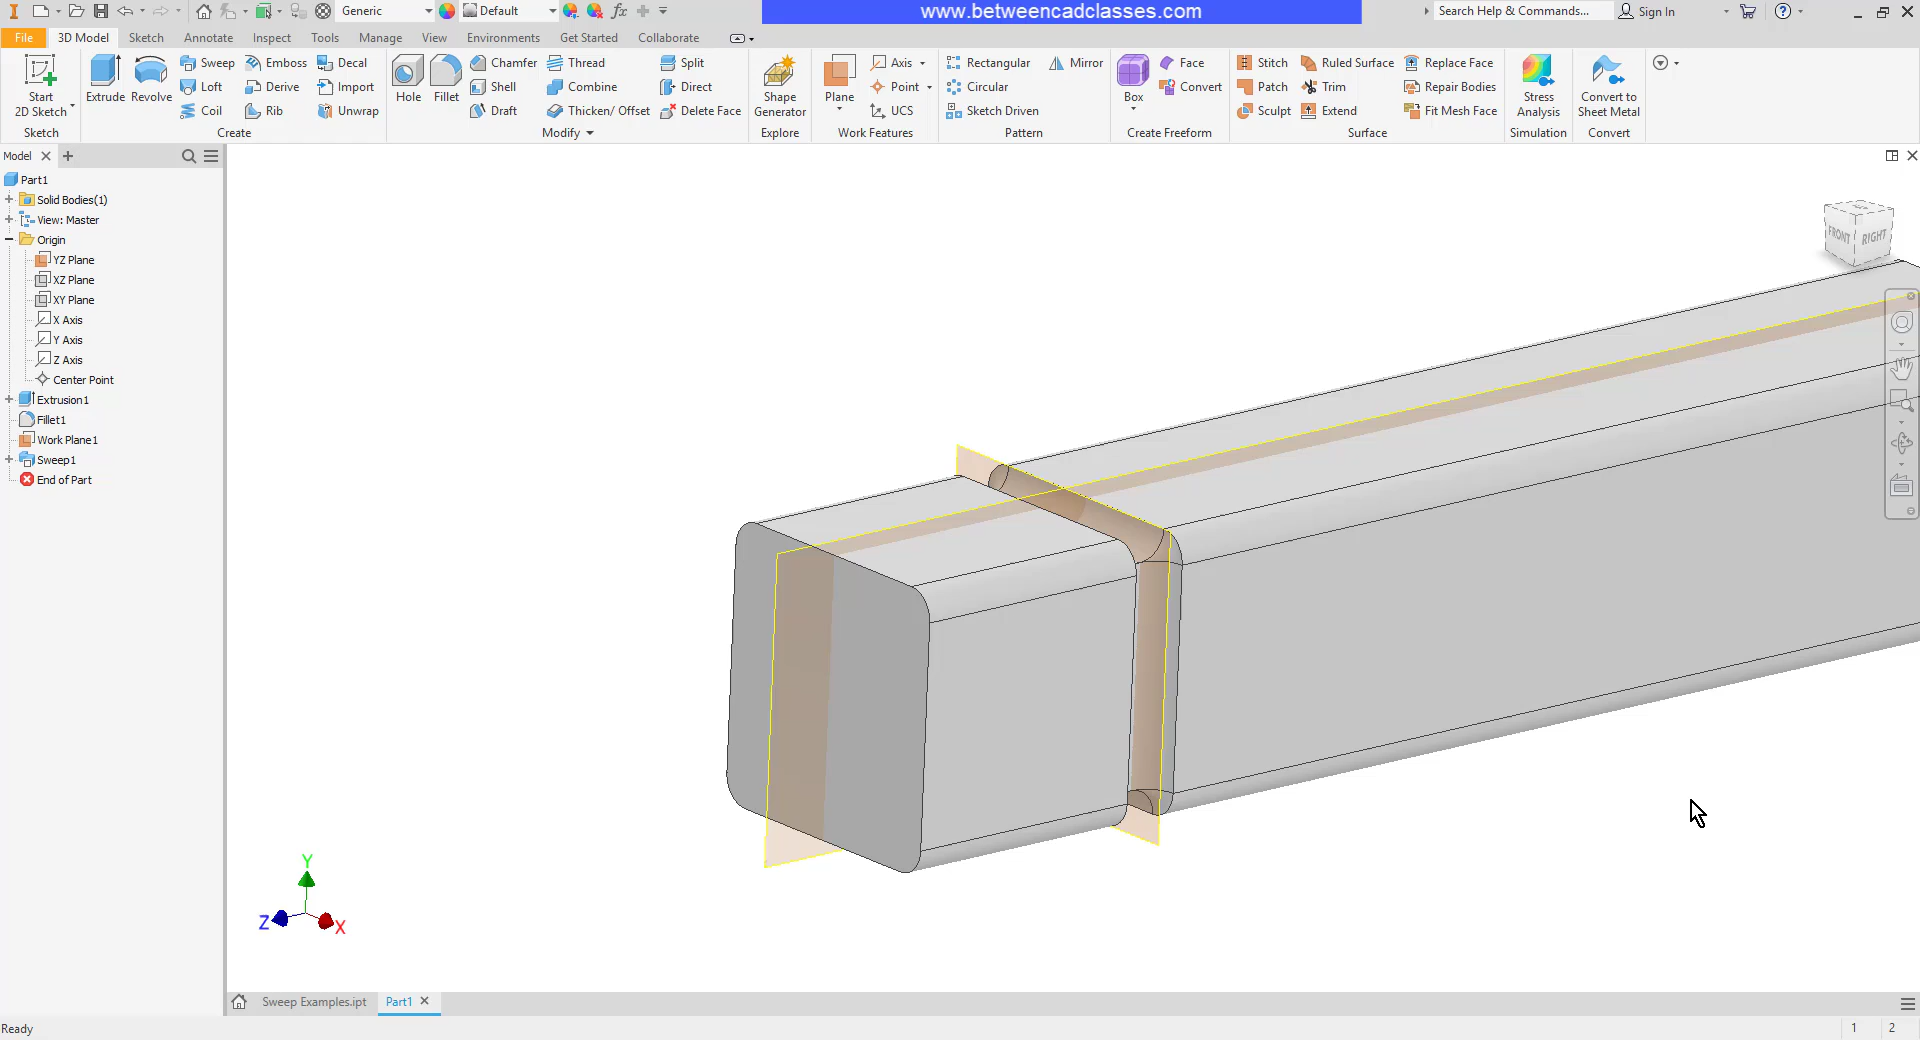 Generic
Default
www.betweencadclasses.com
Search Help & Commands...
Sign In
File
3D Model
Sketch
Annotate
Inspect
Tools
Manage
View
Environments
Get Started
Collaborate
Start
2D Sketch
Sketch
Extrude
Revolve
Sweep
Loft
Coil
Emboss
Derive
Rib
Decal
Import
Unwrap
Create
Hole
Fillet
Chamfer
Shell
Draft
Thread
Combine
Thicken/ Offset
Split
Direct
Delete Face
Modify
Shape
Generator
Explore
Plane
Axis
Point
UCS
Work Features
Rectangular
Circular
Sketch Driven
Mirror
Pattern
Box
Face
Convert
Create Freeform
Stitch
Patch
Sculpt
Ruled Surface
Trim
Extend
Replace Face
Repair Bodies
Fit Mesh Face
Surface
Stress
Analysis
Simulation
Convert to
Sheet Metal
Convert
Model
Part1
Solid Bodies(1)
View: Master
Origin
YZ Plane
XZ Plane
XY Plane
X Axis
Y Axis
Z Axis
Center Point
Extrusion1
Fillet1
Work Plane1
Sweep1
End of Part
FRONT
RIGHT
Y
Z
X
Sweep Examples.ipt
Part1
Ready
1
2